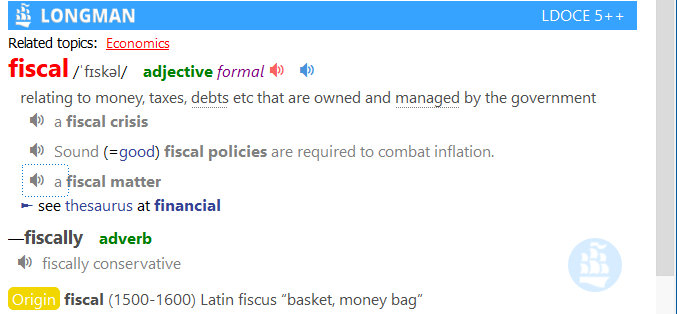 LONGMAN LDOCE 5++
Related topics: Economics
fiscal /ˈfɪskəl/ adjective formal
relating to money, taxes, debts etc that are owned and managed by the government
a fiscal crisis
Sound (=good) fiscal policies are required to combat inflation.
a fiscal matter
► see thesaurus at financial
—fiscally adverb
fiscally conservative
Origin fiscal (1500-1600) Latin fiscus “basket, money bag”